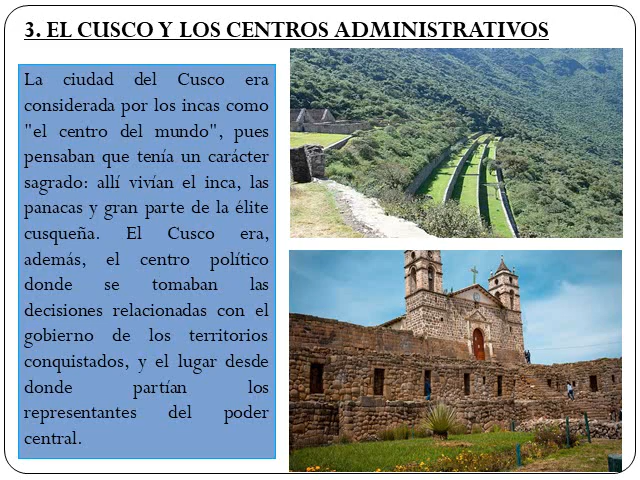 3. EL CUSCO Y LOS CENTROS ADMINISTRATIVOS
La ciudad del Cusco era
considerada por los incas como
"el centro del mundo", pues
pensaban que tenía un carácter
sagrado: allí vivían el inca, las
panacas y gran parte de la élite
cusqueña. El Cusco era,
además, el centro político
donde se tomaban las
decisiones relacionadas con el
gobierno de los territorios
conquistados, y el lugar desde
donde partían los
representantes del poder
central.